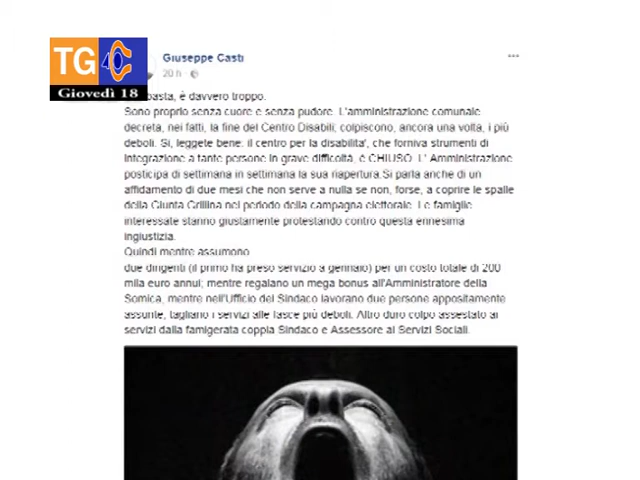 TG4C
Giovedì 18
Giuseppe Casti
20 h
basta, è davvero troppo.
Sono proprio senza cuore e senza pudore. L'amministrazione comunale
decreta, nei fatti, la fine del Centro Disabili; colpiscono, ancora una volta, i più
deboli. Si, leggete bene: il centro per la disabilita', che forniva strumenti di
integrazione a tante persone in grave difficoltà, è CHIUSO. L' Amministrazione
posticipa di settimana in settimana la sua riapertura.Si parla anche di un
affidamento di due mesi che non serve a nulla se non, forse, a coprire le spalle
della Giunta Grillina nel periodo della campagna elettorale. Le famiglie
interessate stanno giustamente protestando contro questa ennesima
ingiustizia.
Quindi mentre assumono
due dirigenti (il primo ha preso servizio a gennaio) per un costo totale di 200
mila euro annui; mentre regalano un mega bonus all'Amministratore della
Somica, mentre nell'Ufficio del Sindaco lavorano due persone appositamente
assunte, tagliano i servizi alle fasce più deboli. Altro duro colpo assestato ai
servizi dalla famigerata coppia Sindaco e Assessore ai Servizi Sociali.